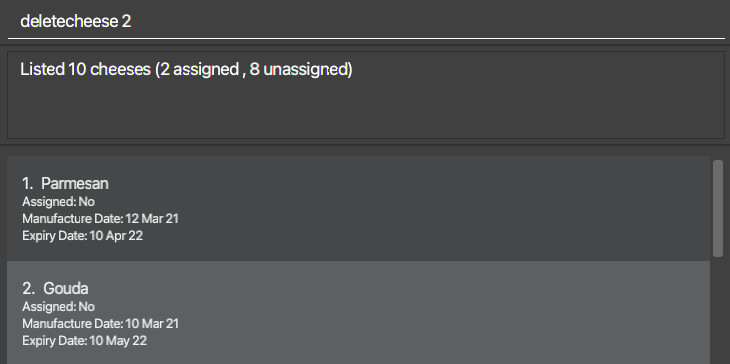 deletecheese 2
Listed 10 cheeses (2 assigned , 8 unassigned)
1. Parmesan
Assigned: No
Manufacture Date: 12 Mar 21
Expiry Date: 10 Apr 22
2. Gouda
Assigned: No
Manufacture Date: 10 Mar 21
Expiry Date: 10 May 22